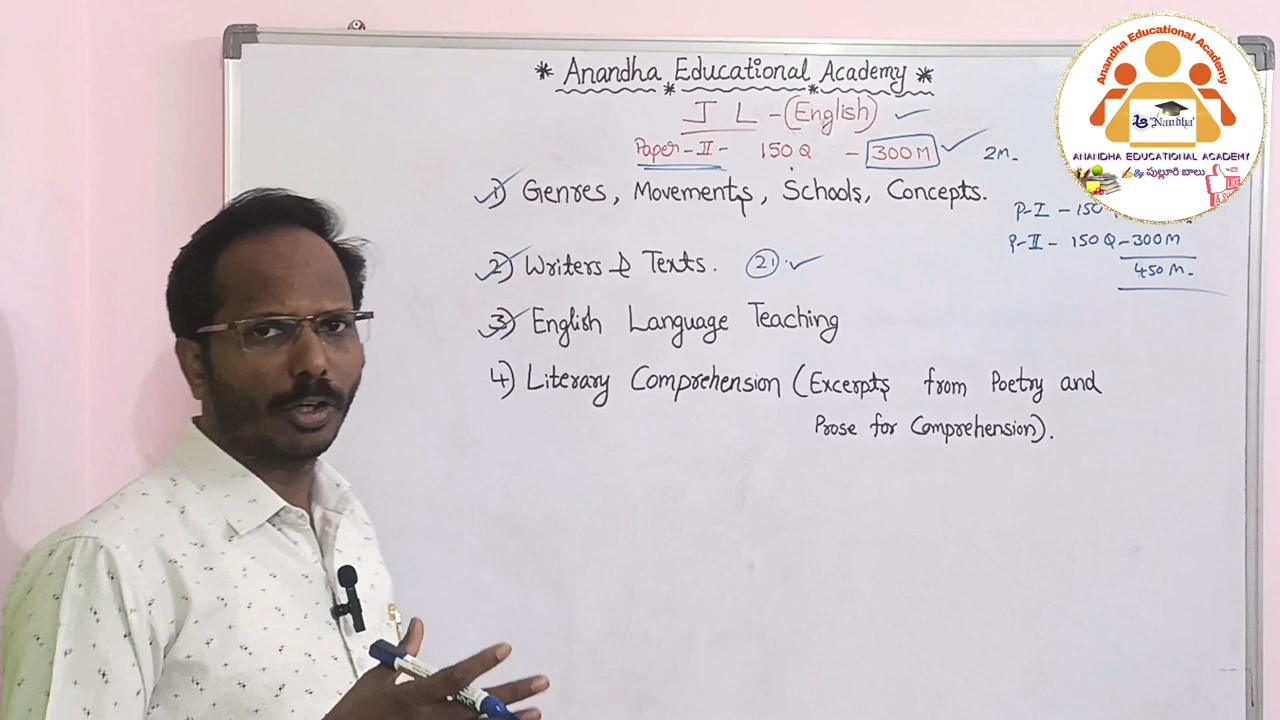 * Anandha Educational Academy *
J L - (English)
Paper - II - 150 Q - 300 M 2m.
1) Genres, Movements, Schools, Concepts.
P-I - 150
P-II - 150 Q - 300 M
450 M.
2) Writers & Texts. 21
3) English Language Teaching
4) Literary Comprehension (Excerpts from Poetry and
Prose for Comprehension).
Anandha Educational Academy
'Nandha'
ANANDHA EDUCATIONAL ACADEMY
By పుల్లూరి బాలు